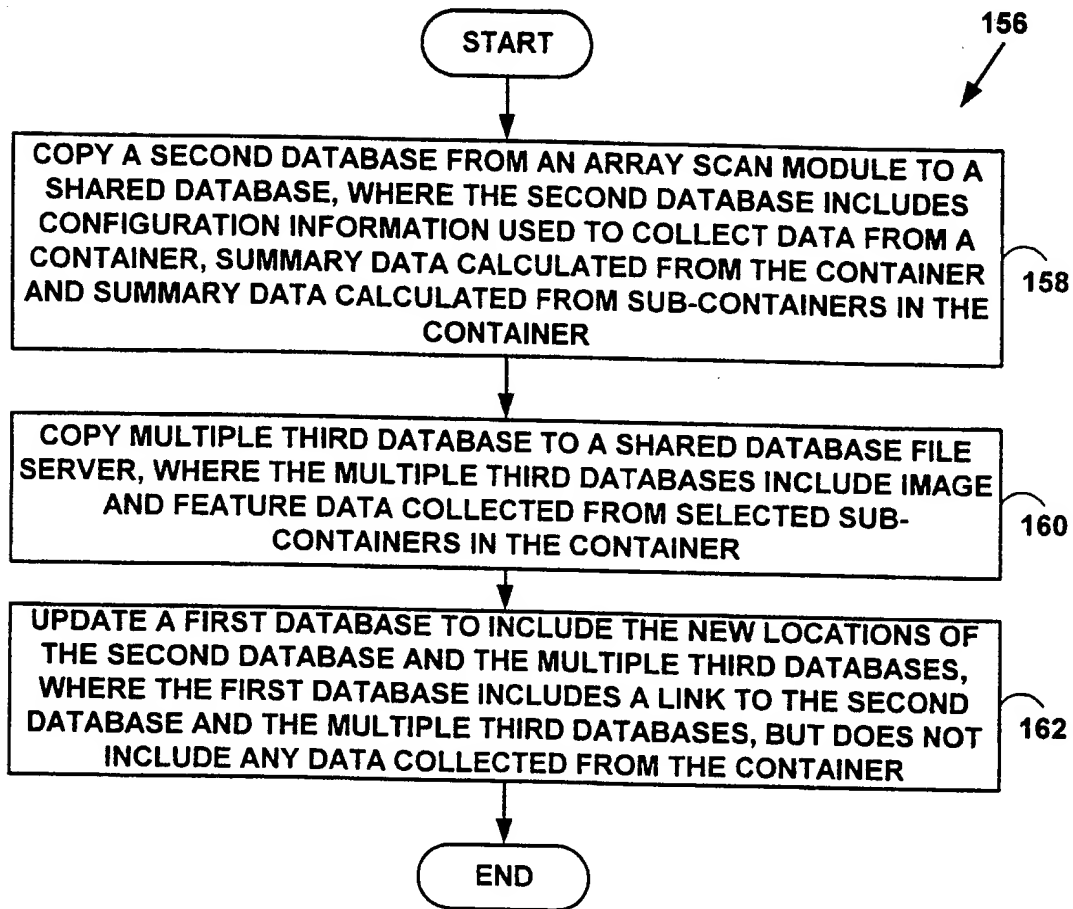 START
156
COPY A SECOND DATABASE FROM AN ARRAY SCAN MODULE TO A
SHARED DATABASE, WHERE THE SECOND DATABASE INCLUDES
CONFIGURATION INFORMATION USED TO COLLECT DATA FROM A
CONTAINER, SUMMARY DATA CALCULATED FROM THE CONTAINER
AND SUMMARY DATA CALCULATED FROM SUB-CONTAINERS IN THE
CONTAINER
158
COPY MULTIPLE THIRD DATABASE TO A SHARED DATABASE FILE
SERVER, WHERE THE MULTIPLE THIRD DATABASES INCLUDE IMAGE
AND FEATURE DATA COLLECTED FROM SELECTED SUB-
CONTAINERS IN THE CONTAINER
160
UPDATE A FIRST DATABASE TO INCLUDE THE NEW LOCATIONS OF
THE SECOND DATABASE AND THE MULTIPLE THIRD DATABASES,
WHERE THE FIRST DATABASE INCLUDES A LINK TO THE SECOND
DATABASE AND THE MULTIPLE THIRD DATABASES, BUT DOES NOT
INCLUDE ANY DATA COLLECTED FROM THE CONTAINER
162
END